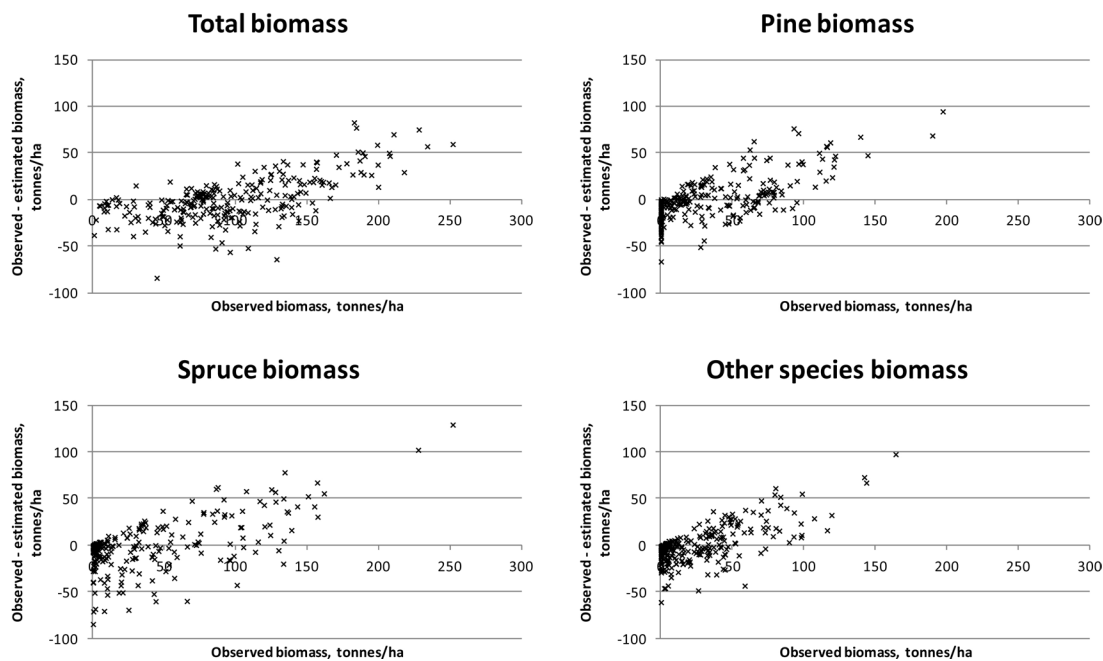 Total biomass
Observed - estimated biomass,
tonnes/ha
150
100
50
0
-50
-100
0 50 100 150 200 250 300
Observed biomass, tonnes/ha
Pine biomass
Observed - estimated biomass,
tonnes/ha
150
100
50
0
-50
-100
0 50 100 150 200 250 300
Observed biomass, tonnes/ha
Spruce biomass
Observed - estimated biomass,
tonnes/ha
150
100
50
0
-50
-100
0 50 100 150 200 250 300
Observed biomass, tonnes/ha
Other species biomass
Observed - estimated biomass,
tonnes/ha
150
100
50
0
-50
-100
0 50 100 150 200 250 300
Observed biomass, tonnes/ha